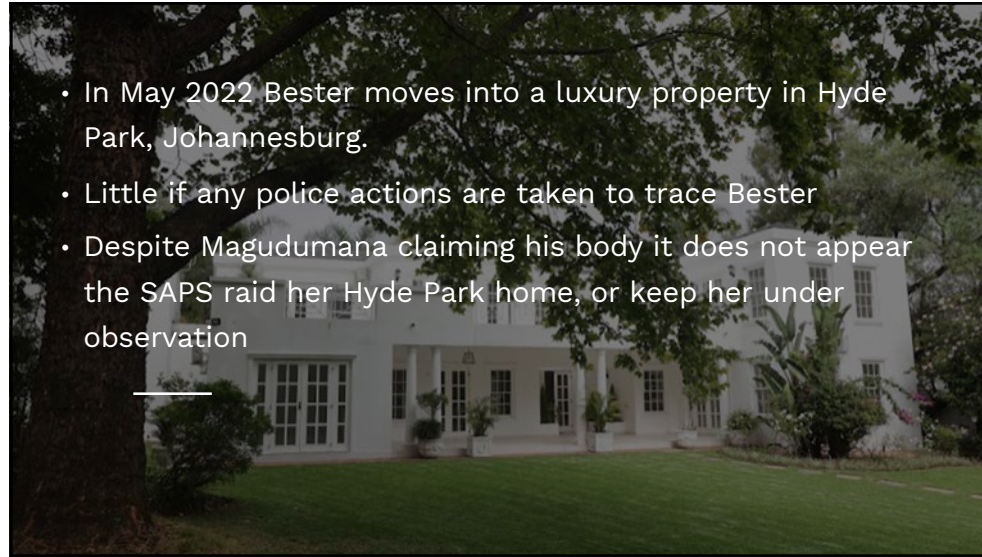 • In May 2022 Bester moves into a luxury property in Hyde
Park, Johannesburg.
• Little if any police actions are taken to trace Bester
• Despite Magudumana claiming his body it does not appear
the SAPS raid her Hyde Park home, or keep her under
observation